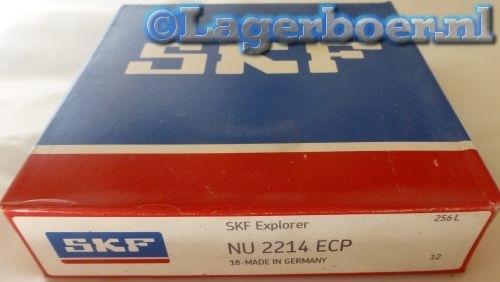 ©Lagerboer.nl
SKF
SKF
SKF Explorer
256L
NU 2214 ECP
18-MADE IN GERMANY
12